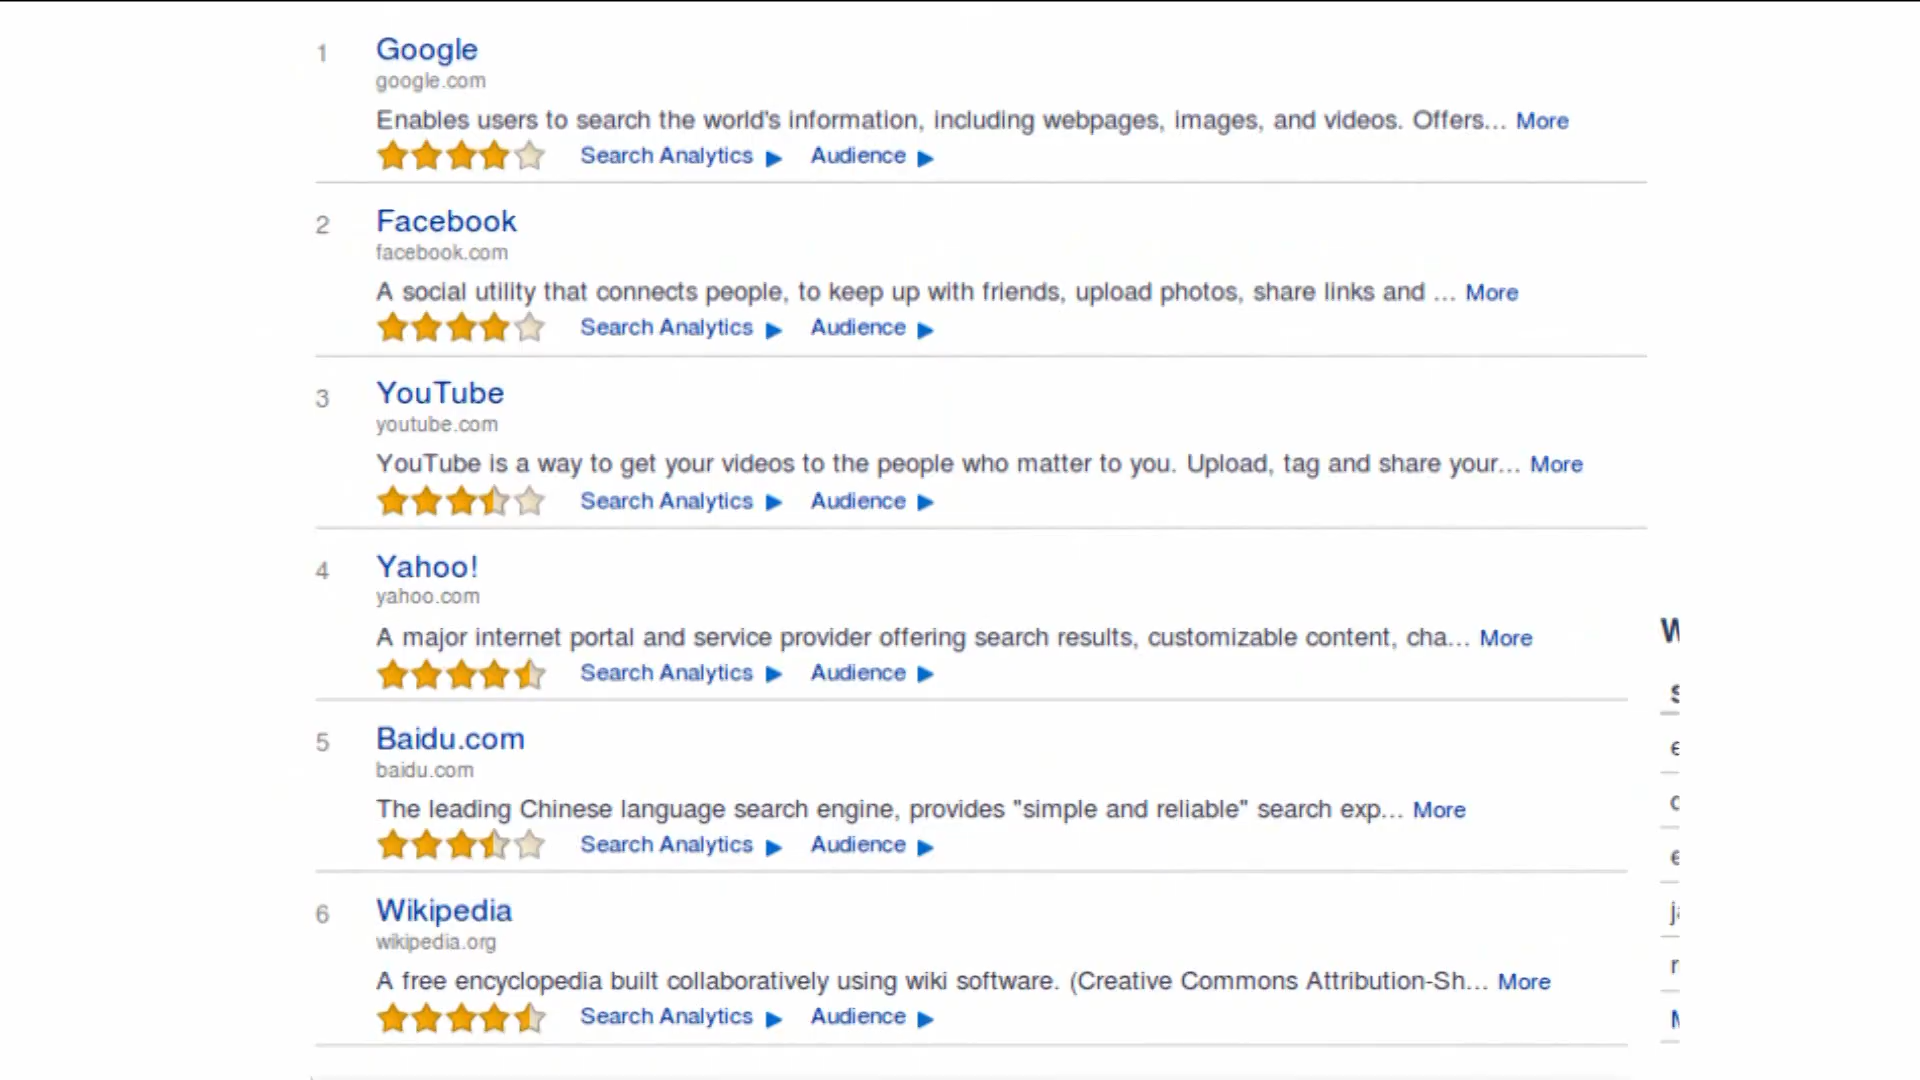 1
Google
google.com
Enables users to search the world's information, including webpages, images, and videos. Offers... More
Search Analytics Audience
2
Facebook
facebook.com
A social utility that connects people, to keep up with friends, upload photos, share links and ... More
Search Analytics Audience
3
YouTube
youtube.com
YouTube is a way to get your videos to the people who matter to you. Upload, tag and share your... More
Search Analytics Audience
4
Yahoo!
yahoo.com
A major internet portal and service provider offering search results, customizable content, cha... More
Search Analytics Audience
5
Baidu.com
baidu.com
The leading Chinese language search engine, provides "simple and reliable" search exp... More
Search Analytics Audience
6
Wikipedia
wikipedia.org
A free encyclopedia built collaboratively using wiki software. (Creative Commons Attribution-Sh... More
Search Analytics Audience